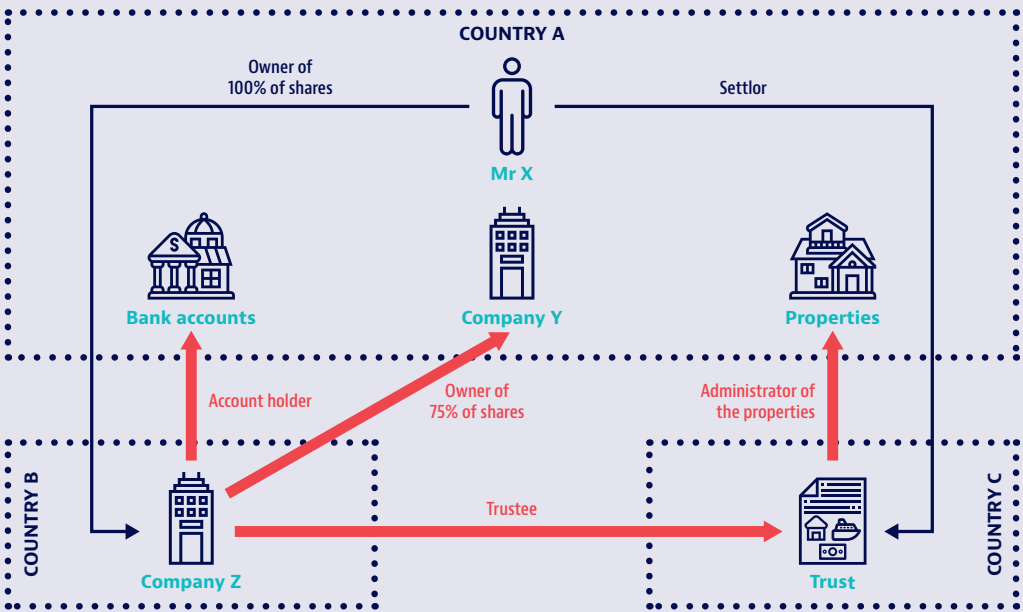 COUNTRY A
Owner of
100% of shares
Settlor
Mr X
$
Bank accounts
Company Y
Properties
Account holder
Owner of
75% of shares
Administrator of
the properties
COUNTRY B
Trustee
COUNTRY C
Company Z
Trust